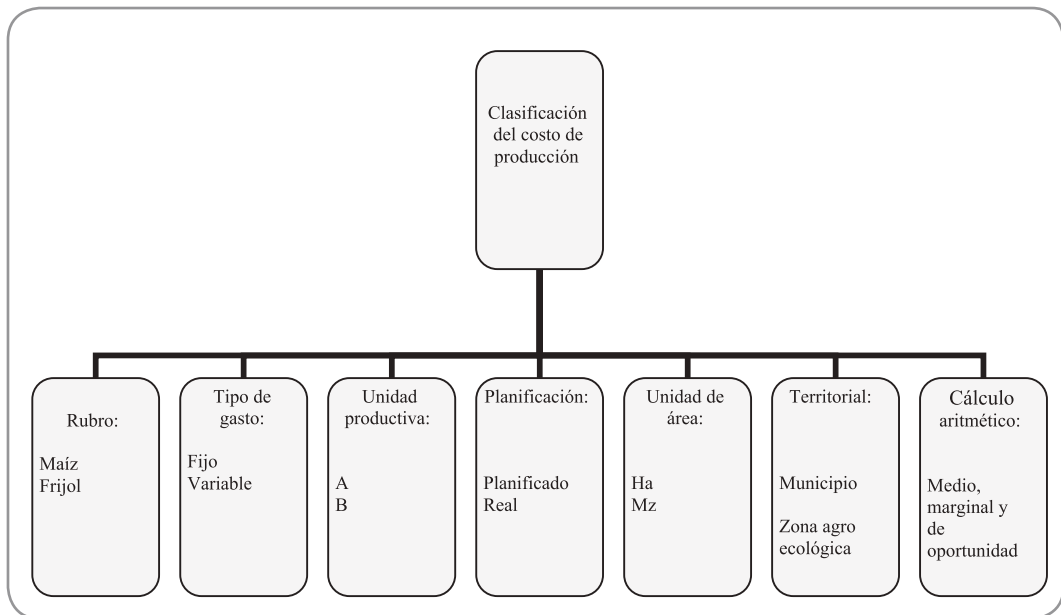 Clasificación
del costo de
producción
Rubro:
Maíz
Frijol
Tipo de
gasto:
Fijo
Variable
Unidad
productiva:
A
B
Planificación:
Planificado
Real
Unidad de
área:
Ha
Mz
Territorial:
Municipio
Zona agro
ecológica
Cálculo
aritmético:
Medio,
marginal y
de
oportunidad